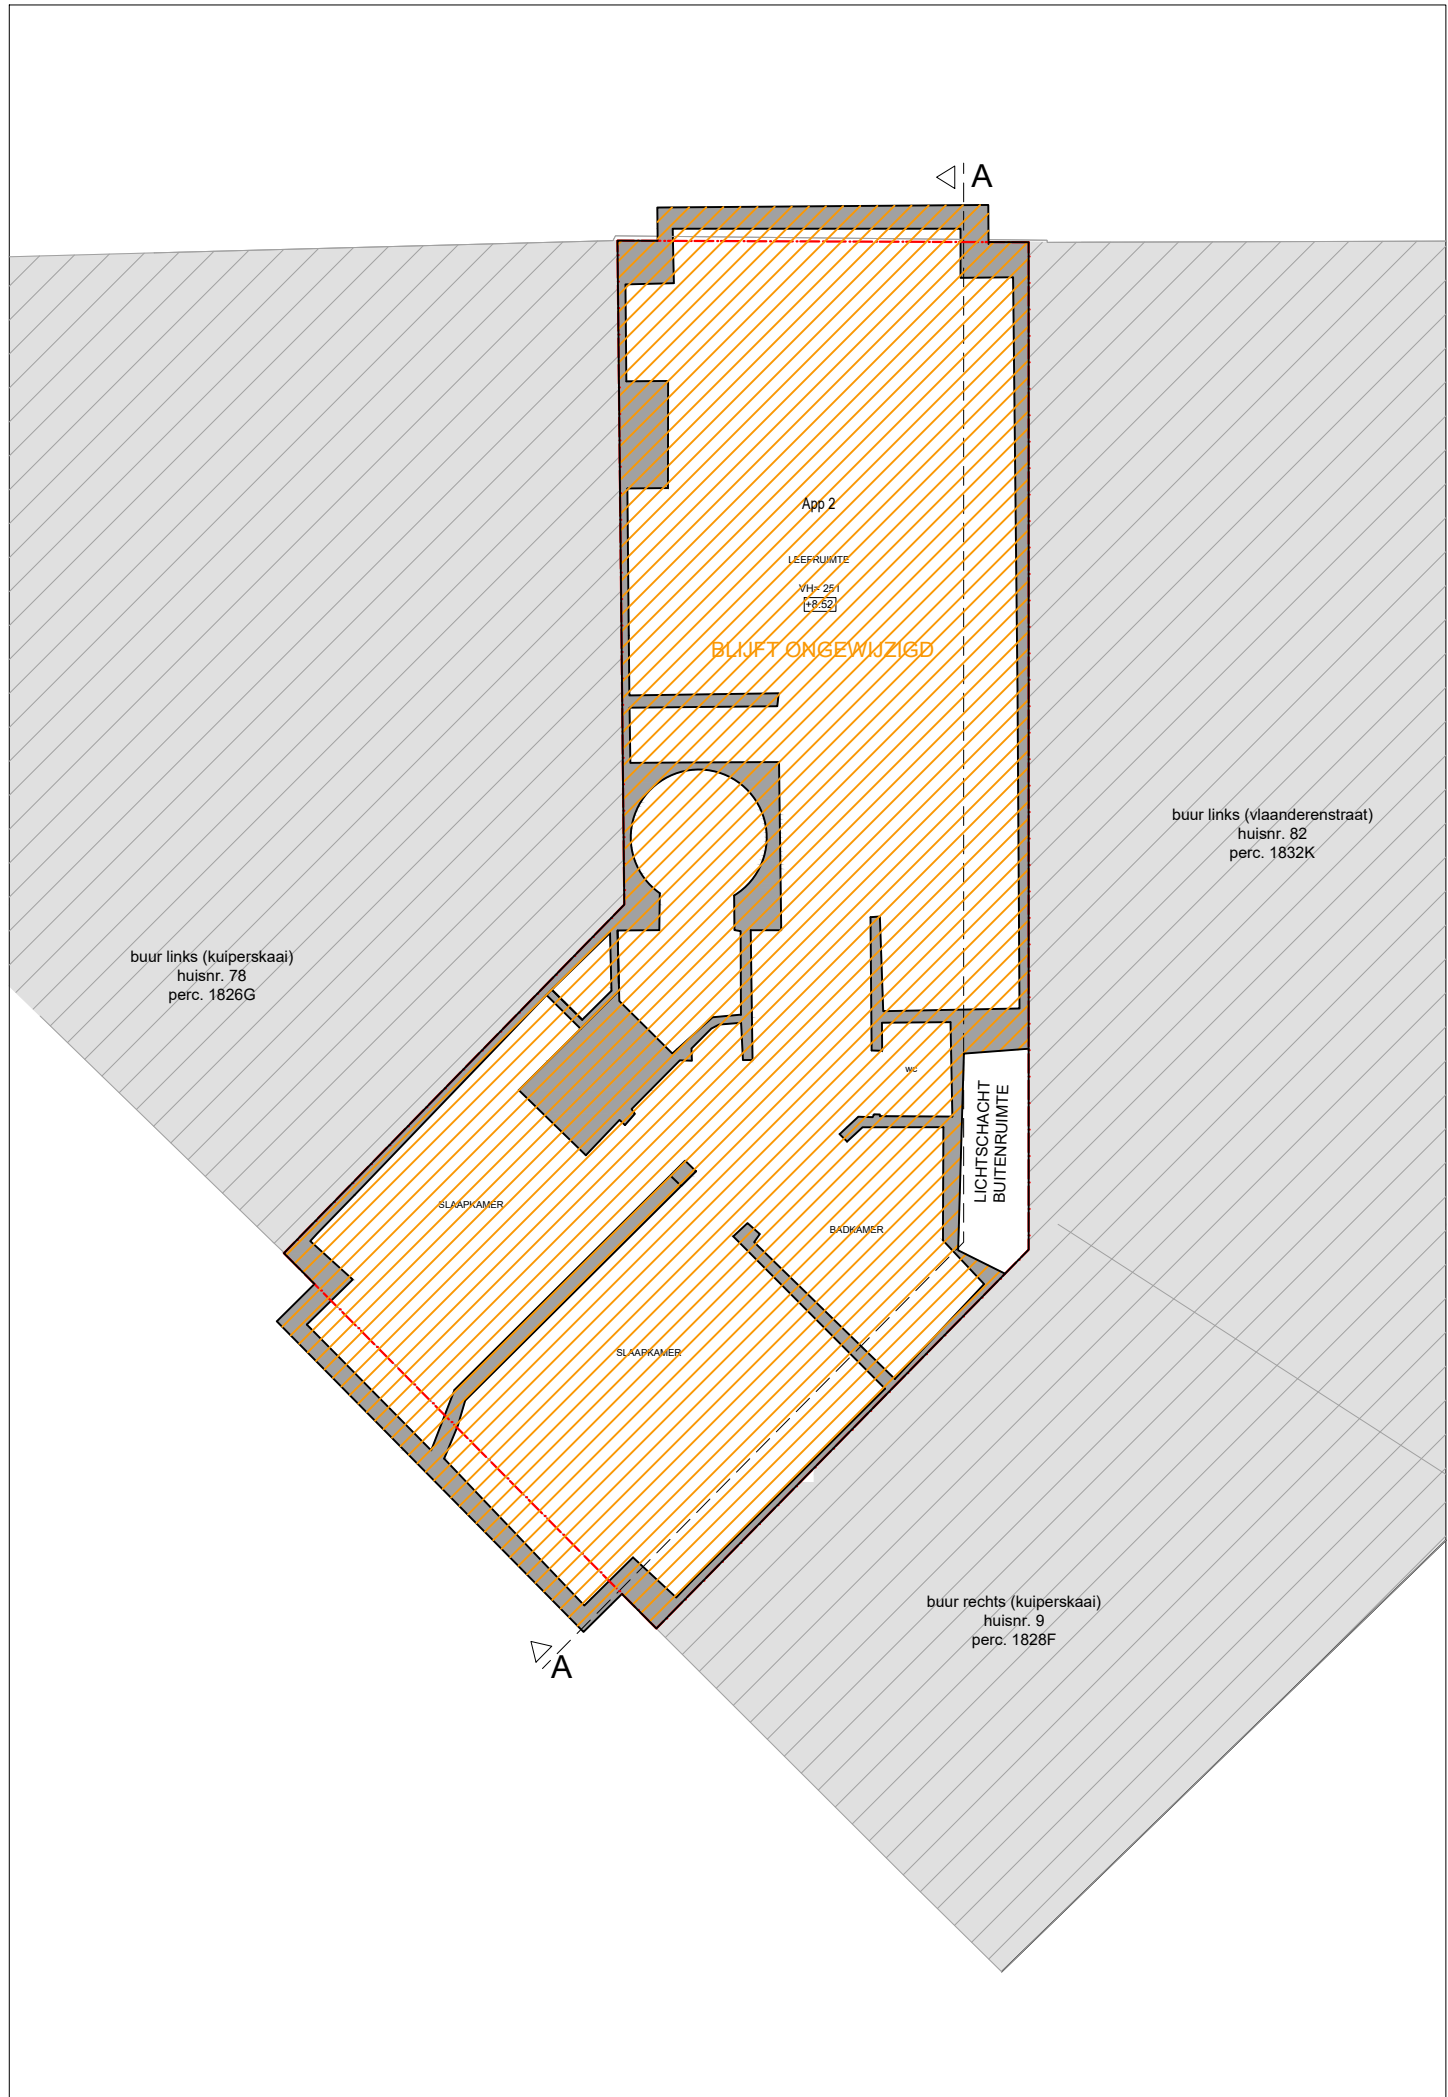 A
App 2
LEEFRUIMTE
VH= 251
+8.52
BLIJFT ONGEWIJZIGD
buur links (vlaanderenstraat)
huisnr. 82
perc. 1832K
buur links (kuiperskaai)
huisnr. 78
perc. 1826G
WC
LICHTSCHACHT
BUITENRUIMTE
SLAAPKAMER
BADKAMER
SLAAPKAMER
buur rechts (kuiperskaai)
huisnr. 9
perc. 1828F
A